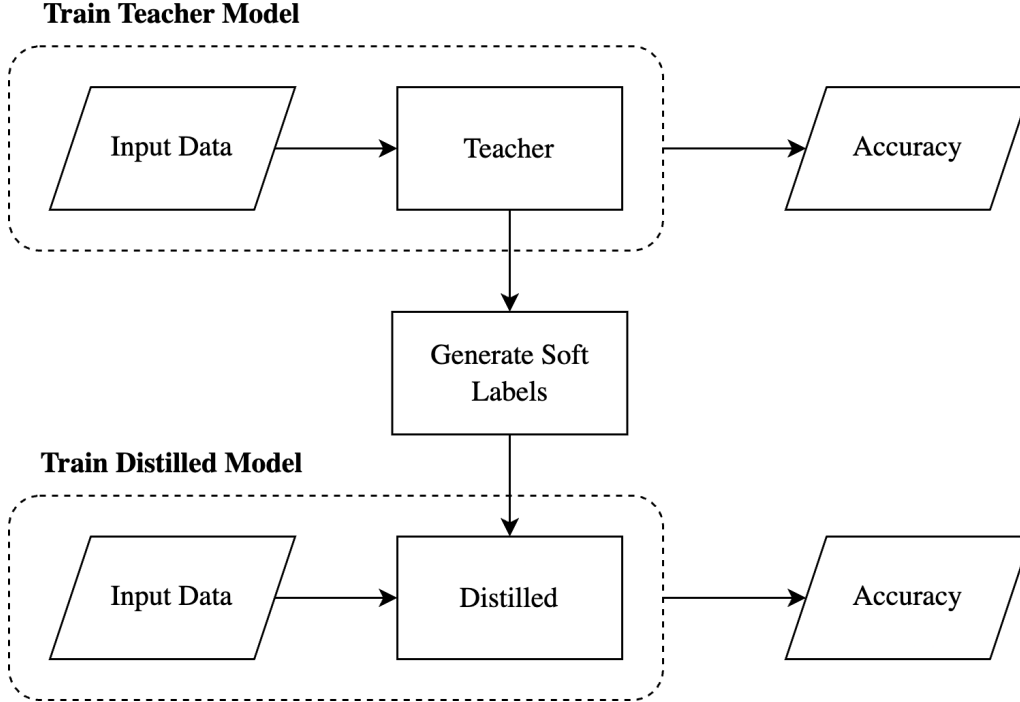 Train Teacher Model
Input Data
Teacher
Accuracy
Generate Soft
Labels
Train Distilled Model
Input Data
Distilled
Accuracy